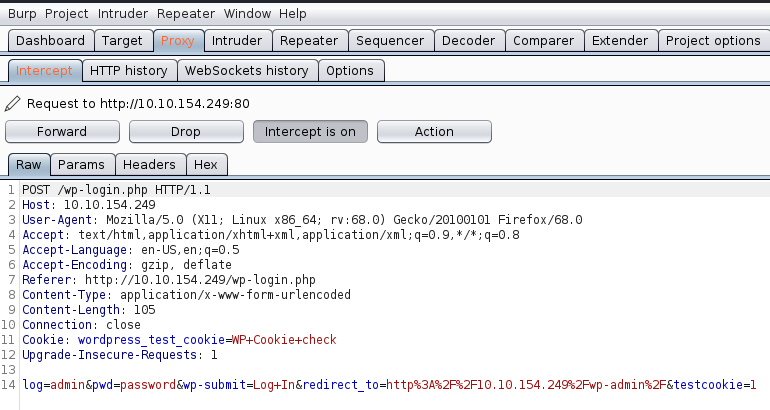 Burp Project Intruder Repeater Window Help
Dashboard Target Proxy Intruder Repeater Sequencer Decoder Comparer Extender Project options
Intercept HTTP history WebSockets history Options
Request to http://10.10.154.249:80
Forward Drop Intercept is on Action
Raw Params Headers Hex
1 POST /wp-login.php HTTP/1.1
2 Host: 10.10.154.249
3 User-Agent: Mozilla/5.0 (X11; Linux x86_64; rv:68.0) Gecko/20100101 Firefox/68.0
4 Accept: text/html,application/xhtml+xml,application/xml;q=0.9,*/*;q=0.8
5 Accept-Language: en-US,en;q=0.5
6 Accept-Encoding: gzip, deflate
7 Referer: http://10.10.154.249/wp-login.php
8 Content-Type: application/x-www-form-urlencoded
9 Content-Length: 105
10 Connection: close
11 Cookie: wordpress_test_cookie=WP+Cookie+check
12 Upgrade-Insecure-Requests: 1
13
14 log=admin&pwd=password&wp-submit=Log+In&redirect_to=http%3A%2F%2F10.10.154.249%2Fwp-admin%2F&testcookie=1